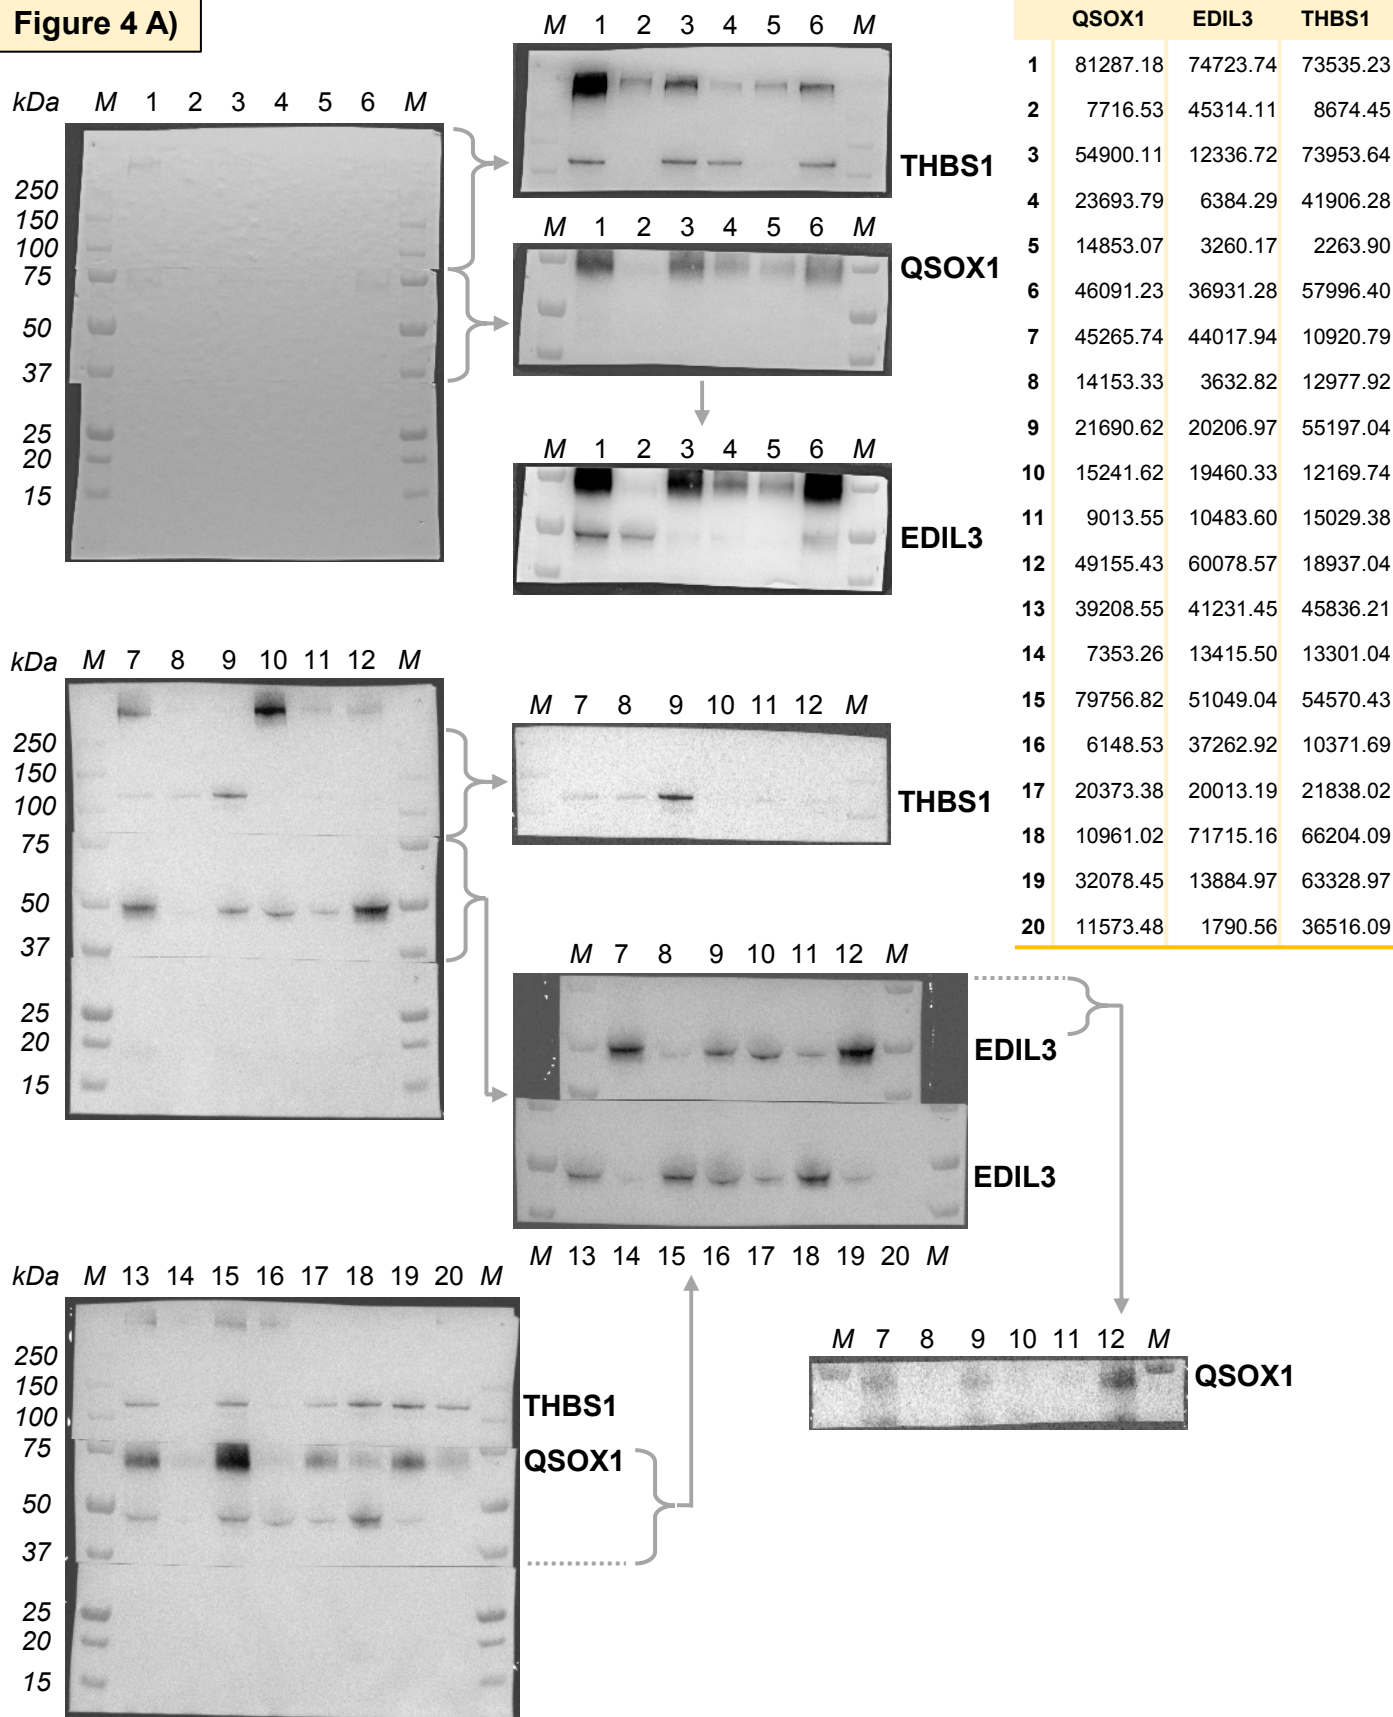 Figure 4 A)
M 1 2 3 4 5 6 M
THBS1
kDa M 1 2 3 4 5 6 M
250
150
100
75
50
37
25
20
15
M 1 2 3 4 5 6 M
QSOX1
M 1 2 3 4 5 6 M
EDIL3
QSOX1 EDIL3 THBS1
1 81287.18 74723.74 73535.23
2 7716.53 45314.11 8674.45
3 54900.11 12336.72 73953.64
4 23693.79 6384.29 41906.28
5 14853.07 3260.17 2263.90
6 46091.23 36931.28 57996.40
7 45265.74 44017.94 10920.79
8 14153.33 3632.82 12977.92
9 21690.62 20206.97 55197.04
10 15241.62 19460.33 12169.74
11 9013.55 10483.60 15029.38
12 49155.43 60078.57 18937.04
13 39208.55 41231.45 45836.21
14 7353.26 13415.50 13301.04
15 79756.82 51049.04 54570.43
16 6148.53 37262.92 10371.69
17 20373.38 20013.19 21838.02
18 10961.02 71715.16 66204.09
19 32078.45 13884.97 63328.97
20 11573.48 1790.56 36516.09
kDa M 7 8 9 10 11 12 M
250
150
100
75
50
37
25
20
15
M 7 8 9 10 11 12 M
THBS1
M 7 8 9 10 11 12 M
EDIL3
EDIL3
M 13 14 15 16 17 18 19 20 M
kDa M 13 14 15 16 17 18 19 20 M
250
150
100
75
50
37
25
20
15
THBS1
QSOX1
M 7 8 9 10 11 12 M
QSOX1